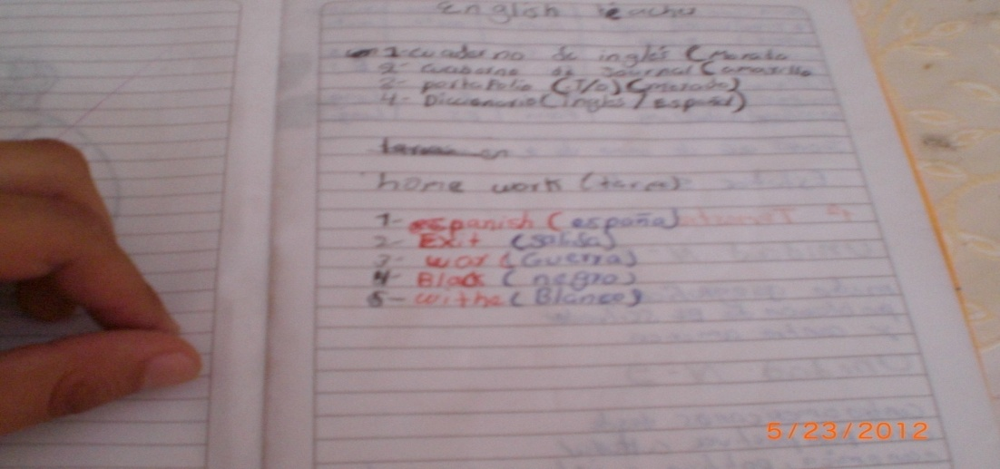 English teacher
1- cuaderno de inglés (Morado
2- cuaderno de Journal (amarillo
3- portafolio (T/O) (morado)
4- Diccionario (inglés / español)
home work (tarea)
1- espanish (españa)
2- Exit (salida)
3- war (Guerra)
4- Black (negro)
5- withe (Blanco)
5/23/2012